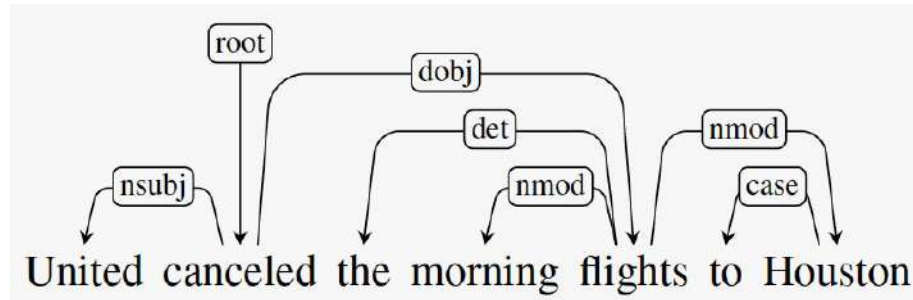 root
dobj
det nmod
nsubj nmod case
United canceled the morning flights to Houston